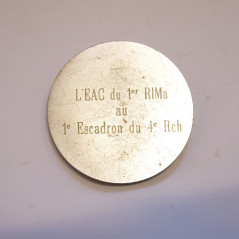 L'EAC du 1er RIMa
au
1e Escadron du 4e Rch